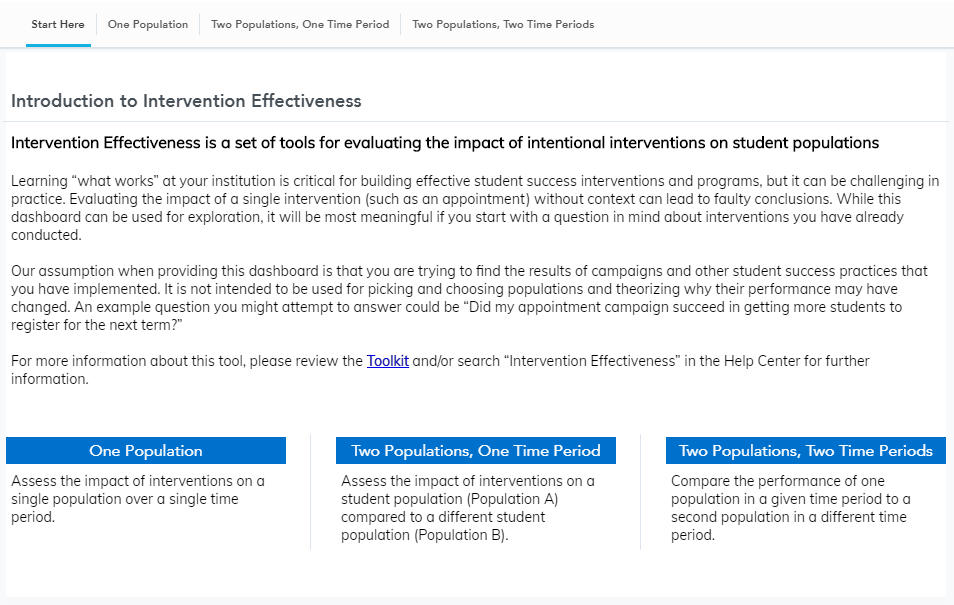 Start Here
One Population
Two Populations, One Time Period
Two Populations, Two Time Periods
Introduction to Intervention Effectiveness
Intervention Effectiveness is a set of tools for evaluating the impact of intentional interventions on student populations
Learning “what works” at your institution is critical for building effective student success interventions and programs, but it can be challenging in
practice. Evaluating the impact of a single intervention (such as an appointment) without context can lead to faulty conclusions. While this
dashboard can be used for exploration, it will be most meaningful if you start with a question in mind about interventions you have already
conducted.
Our assumption when providing this dashboard is that you are trying to find the results of campaigns and other student success practices that
you have implemented. It is not intended to be used for picking and choosing populations and theorizing why their performance may have
changed. An example question you might attempt to answer could be “Did my appointment campaign succeed in getting more students to
register for the next term?”
For more information about this tool, please review the Toolkit and/or search “Intervention Effectiveness” in the Help Center for further
information.
One Population
Assess the impact of interventions on a
single population over a single time
period.
Two Populations, One Time Period
Assess the impact of interventions on a
student population (Population A)
compared to a different student
population (Population B).
Two Populations, Two Time Periods
Compare the performance of one
population in a given time period to a
second population in a different time
period.